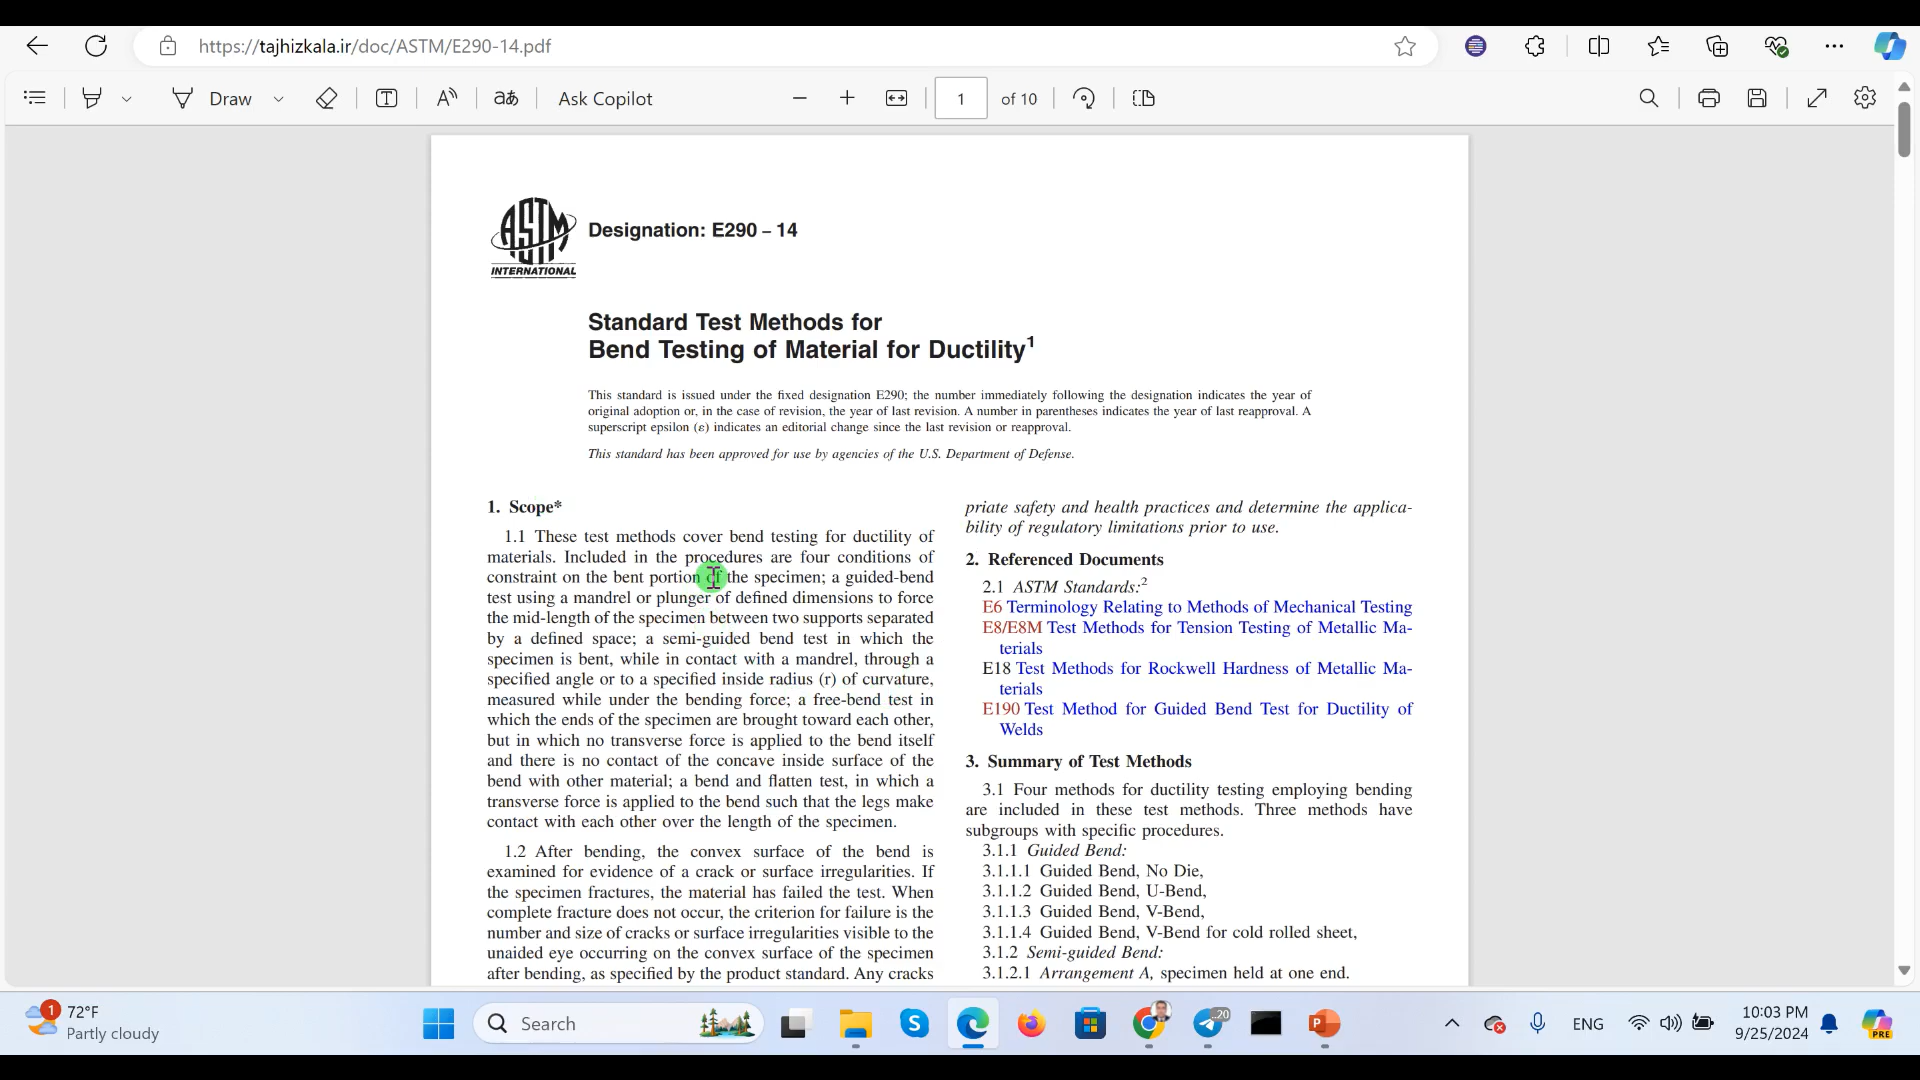 https://tajhizkala.ir/doc/ASTM/E290-14.pdf
Draw
aあ
Ask Copilot
1 of 10
ASTM
INTERNATIONAL
Designation: E290 – 14
Standard Test Methods for
Bend Testing of Material for Ductility1
This standard is issued under the fixed designation E290; the number immediately following the designation indicates the year of
original adoption or, in the case of revision, the year of last revision. A number in parentheses indicates the year of last reapproval. A
superscript epsilon (ε) indicates an editorial change since the last revision or reapproval.
This standard has been approved for use by agencies of the U.S. Department of Defense.
1. Scope*
1.1 These test methods cover bend testing for ductility of
materials. Included in the procedures are four conditions of
constraint on the bent portion of the specimen; a guided-bend
test using a mandrel or plunger of defined dimensions to force
the mid-length of the specimen between two supports separated
by a defined space; a semi-guided bend test in which the
specimen is bent, while in contact with a mandrel, through a
specified angle or to a specified inside radius (r) of curvature,
measured while under the bending force; a free-bend test in
which the ends of the specimen are brought toward each other,
but in which no transverse force is applied to the bend itself
and there is no contact of the concave inside surface of the
bend with other material; a bend and flatten test, in which a
transverse force is applied to the bend such that the legs make
contact with each other over the length of the specimen.
1.2 After bending, the convex surface of the bend is
examined for evidence of a crack or surface irregularities. If
the specimen fractures, the material has failed the test. When
complete fracture does not occur, the criterion for failure is the
number and size of cracks or surface irregularities visible to the
unaided eye occurring on the convex surface of the specimen
after bending, as specified by the product standard. Any cracks
priate safety and health practices and determine the applica-
bility of regulatory limitations prior to use.
2. Referenced Documents
2.1 ASTM Standards:2
E6 Terminology Relating to Methods of Mechanical Testing
E8/E8M Test Methods for Tension Testing of Metallic Ma-
terials
E18 Test Methods for Rockwell Hardness of Metallic Ma-
terials
E190 Test Method for Guided Bend Test for Ductility of
Welds
3. Summary of Test Methods
3.1 Four methods for ductility testing employing bending
are included in these test methods. Three methods have
subgroups with specific procedures.
3.1.1 Guided Bend:
3.1.1.1 Guided Bend, No Die,
3.1.1.2 Guided Bend, U-Bend,
3.1.1.3 Guided Bend, V-Bend,
3.1.1.4 Guided Bend, V-Bend for cold rolled sheet,
3.1.2 Semi-guided Bend:
3.1.2.1 Arrangement A, specimen held at one end.
1
72°F
Partly cloudy
Search
20
ENG
10:03 PM
9/25/2024
PRE